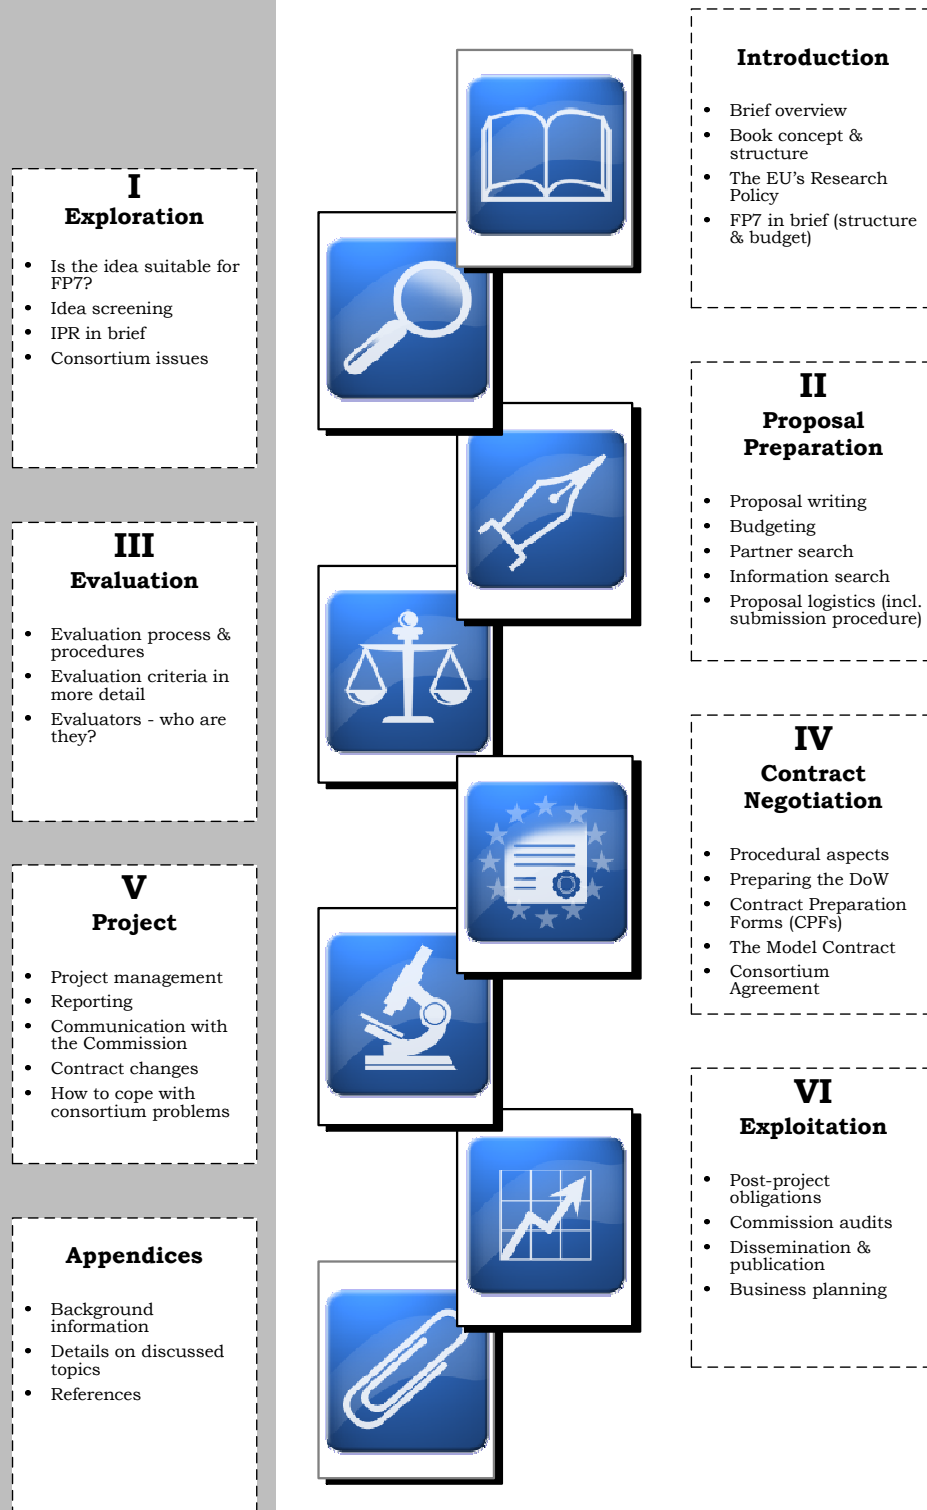 Introduction
• Brief overview
• Book concept &
structure
• The EU's Research
Policy
• FP7 in brief (structure
& budget)
I
Exploration
• Is the idea suitable for
FP7?
• Idea screening
• IPR in brief
• Consortium issues
II
Proposal
Preparation
• Proposal writing
• Budgeting
• Partner search
• Information search
• Proposal logistics (incl.
submission procedure)
III
Evaluation
• Evaluation process &
procedures
• Evaluation criteria in
more detail
• Evaluators - who are
they?
IV
Contract
Negotiation
• Procedural aspects
• Preparing the DoW
• Contract Preparation
Forms (CPFs)
• The Model Contract
• Consortium
Agreement
V
Project
• Project management
• Reporting
• Communication with
the Commission
• Contract changes
• How to cope with
consortium problems
VI
Exploitation
• Post-project
obligations
• Commission audits
• Dissemination &
publication
• Business planning
Appendices
• Background
information
• Details on discussed
topics
• References